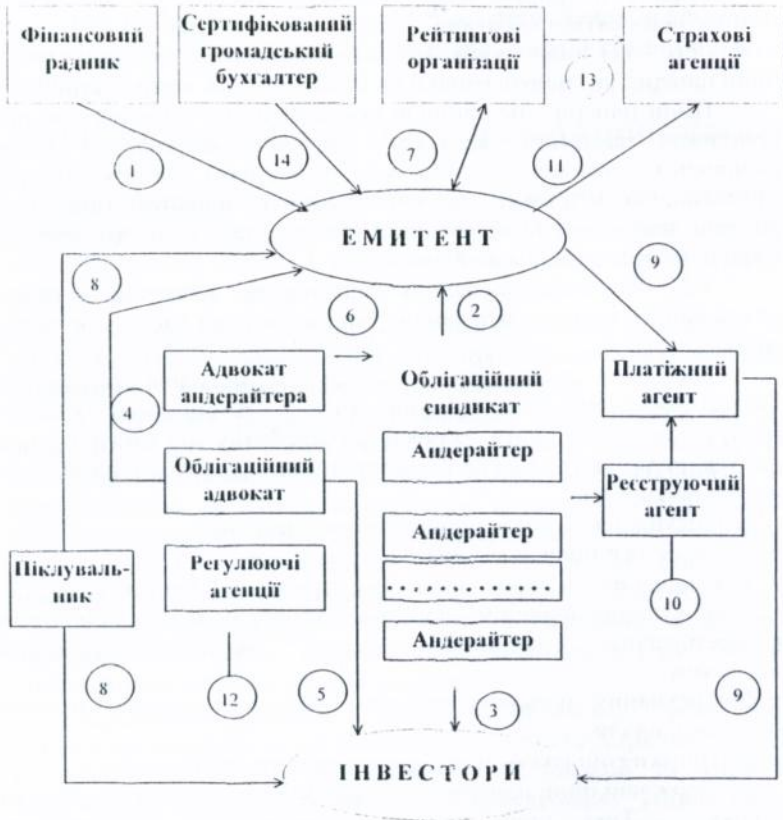 Фінансовий
радник
Сертифікований
громадський
бухгалтер
Рейтингові
організації
Страхові
агенції
13
1
14
7
11
ЕМИТЕНТ
8
9
6
2
Адвокат
андерайтера
Облігаційний
синдикат
Платіжний
агент
4
Андерайтер
Облігаційний
адвокат
Реєструючий
агент
Андерайтер
Піклуваль-
ник
Регулюючі
агенції
............
10
Андерайтер
8
12
5
3
9
ІНВЕСТОРИ